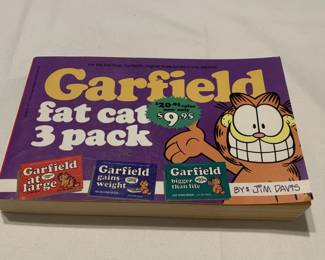 Garfield
fat cat
3 pack
$20.85 value
now only
$9.95
Garfield
at
large
Garfield
gains
weight
Garfield
bigger
than life
BY: JIM DAVIS